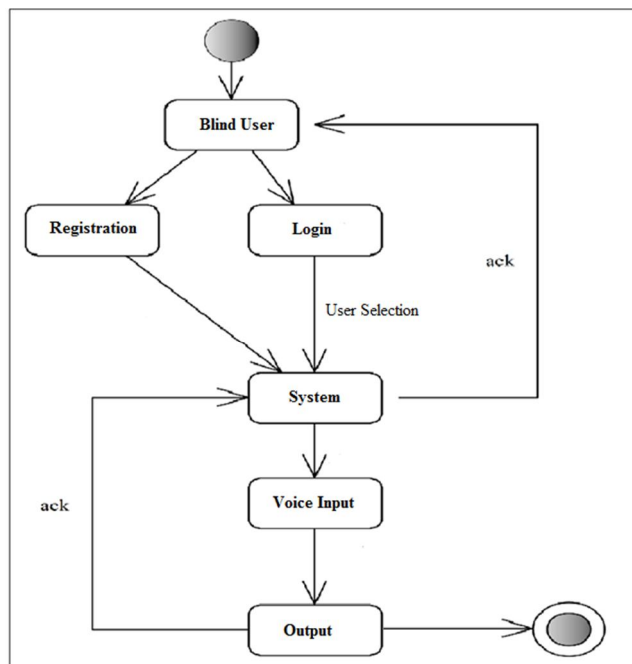 Blind User
Registration
Login
ack
User Selection
System
ack
Voice Input
Output